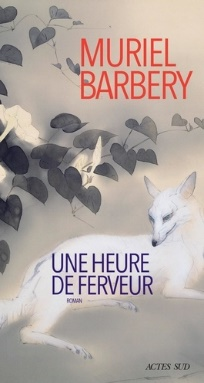 MURIEL
BARBERY
UNE HEURE
DE FERVEUR
ROMAN
ACTES SUD